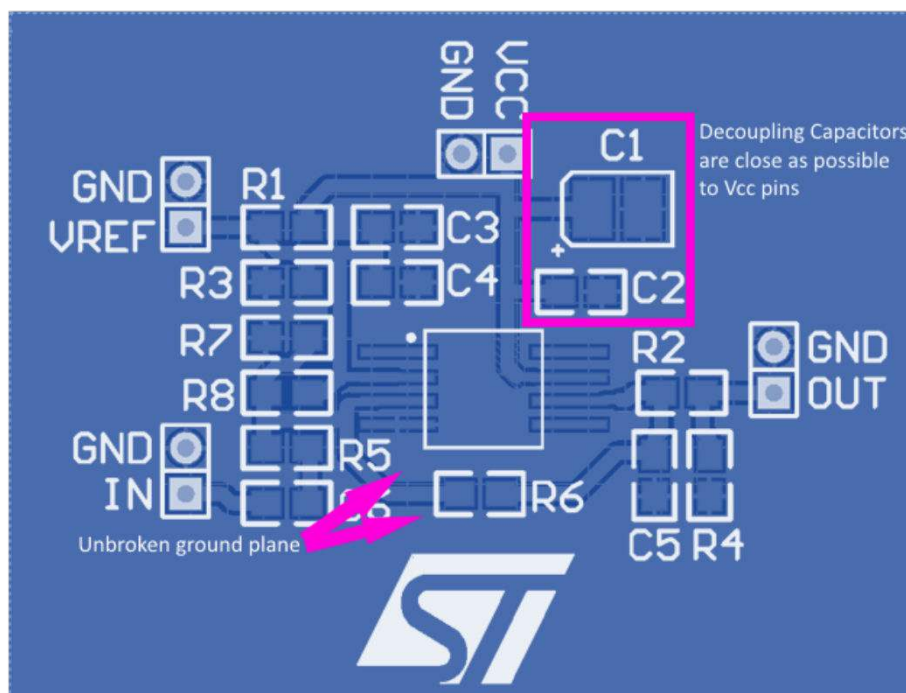 GND
VCC
C1
Decoupling Capacitors
are close as possible
to Vcc pins
GND
VREF
R1
C3
R3
C4
+
C2
R7
R2
GND
R8
OUT
GND
R5
IN
R6
Unbroken ground plane
C5
R4
ST